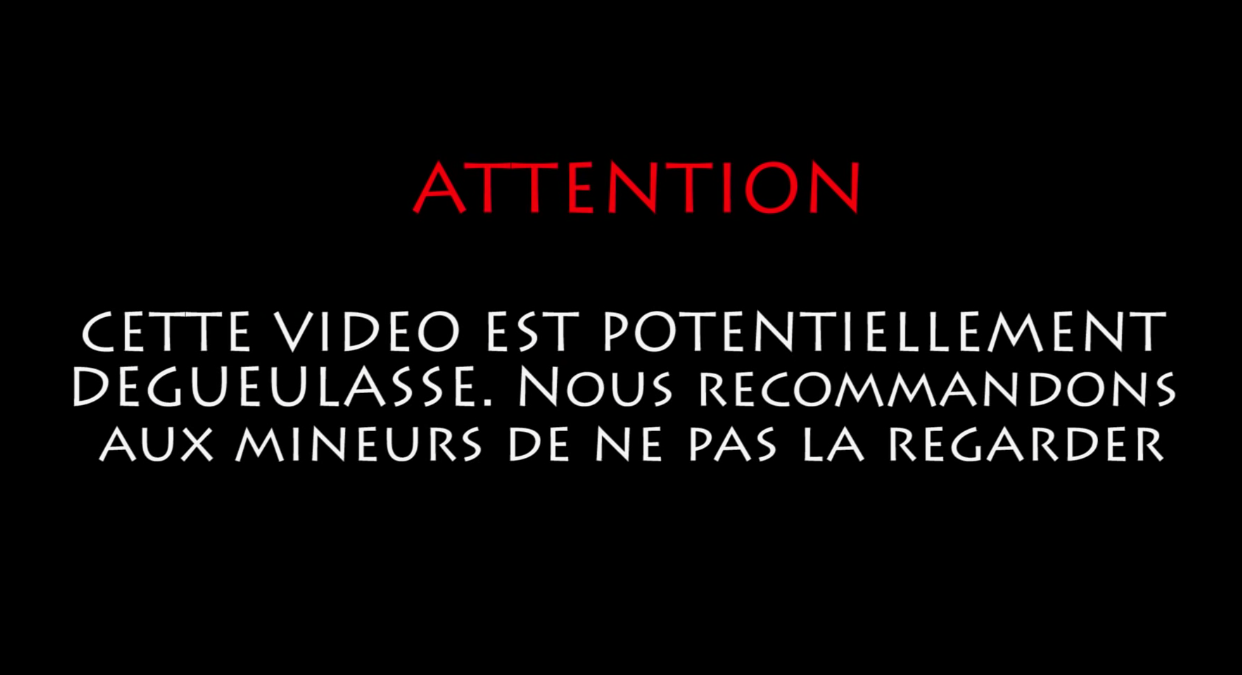 ATTENTION
CETTE VIDEO EST POTENTIELLEMENT
DEGUEULASSE. NOUS RECOMMANDONS
AUX MINEURS DE NE PAS LA REGARDER